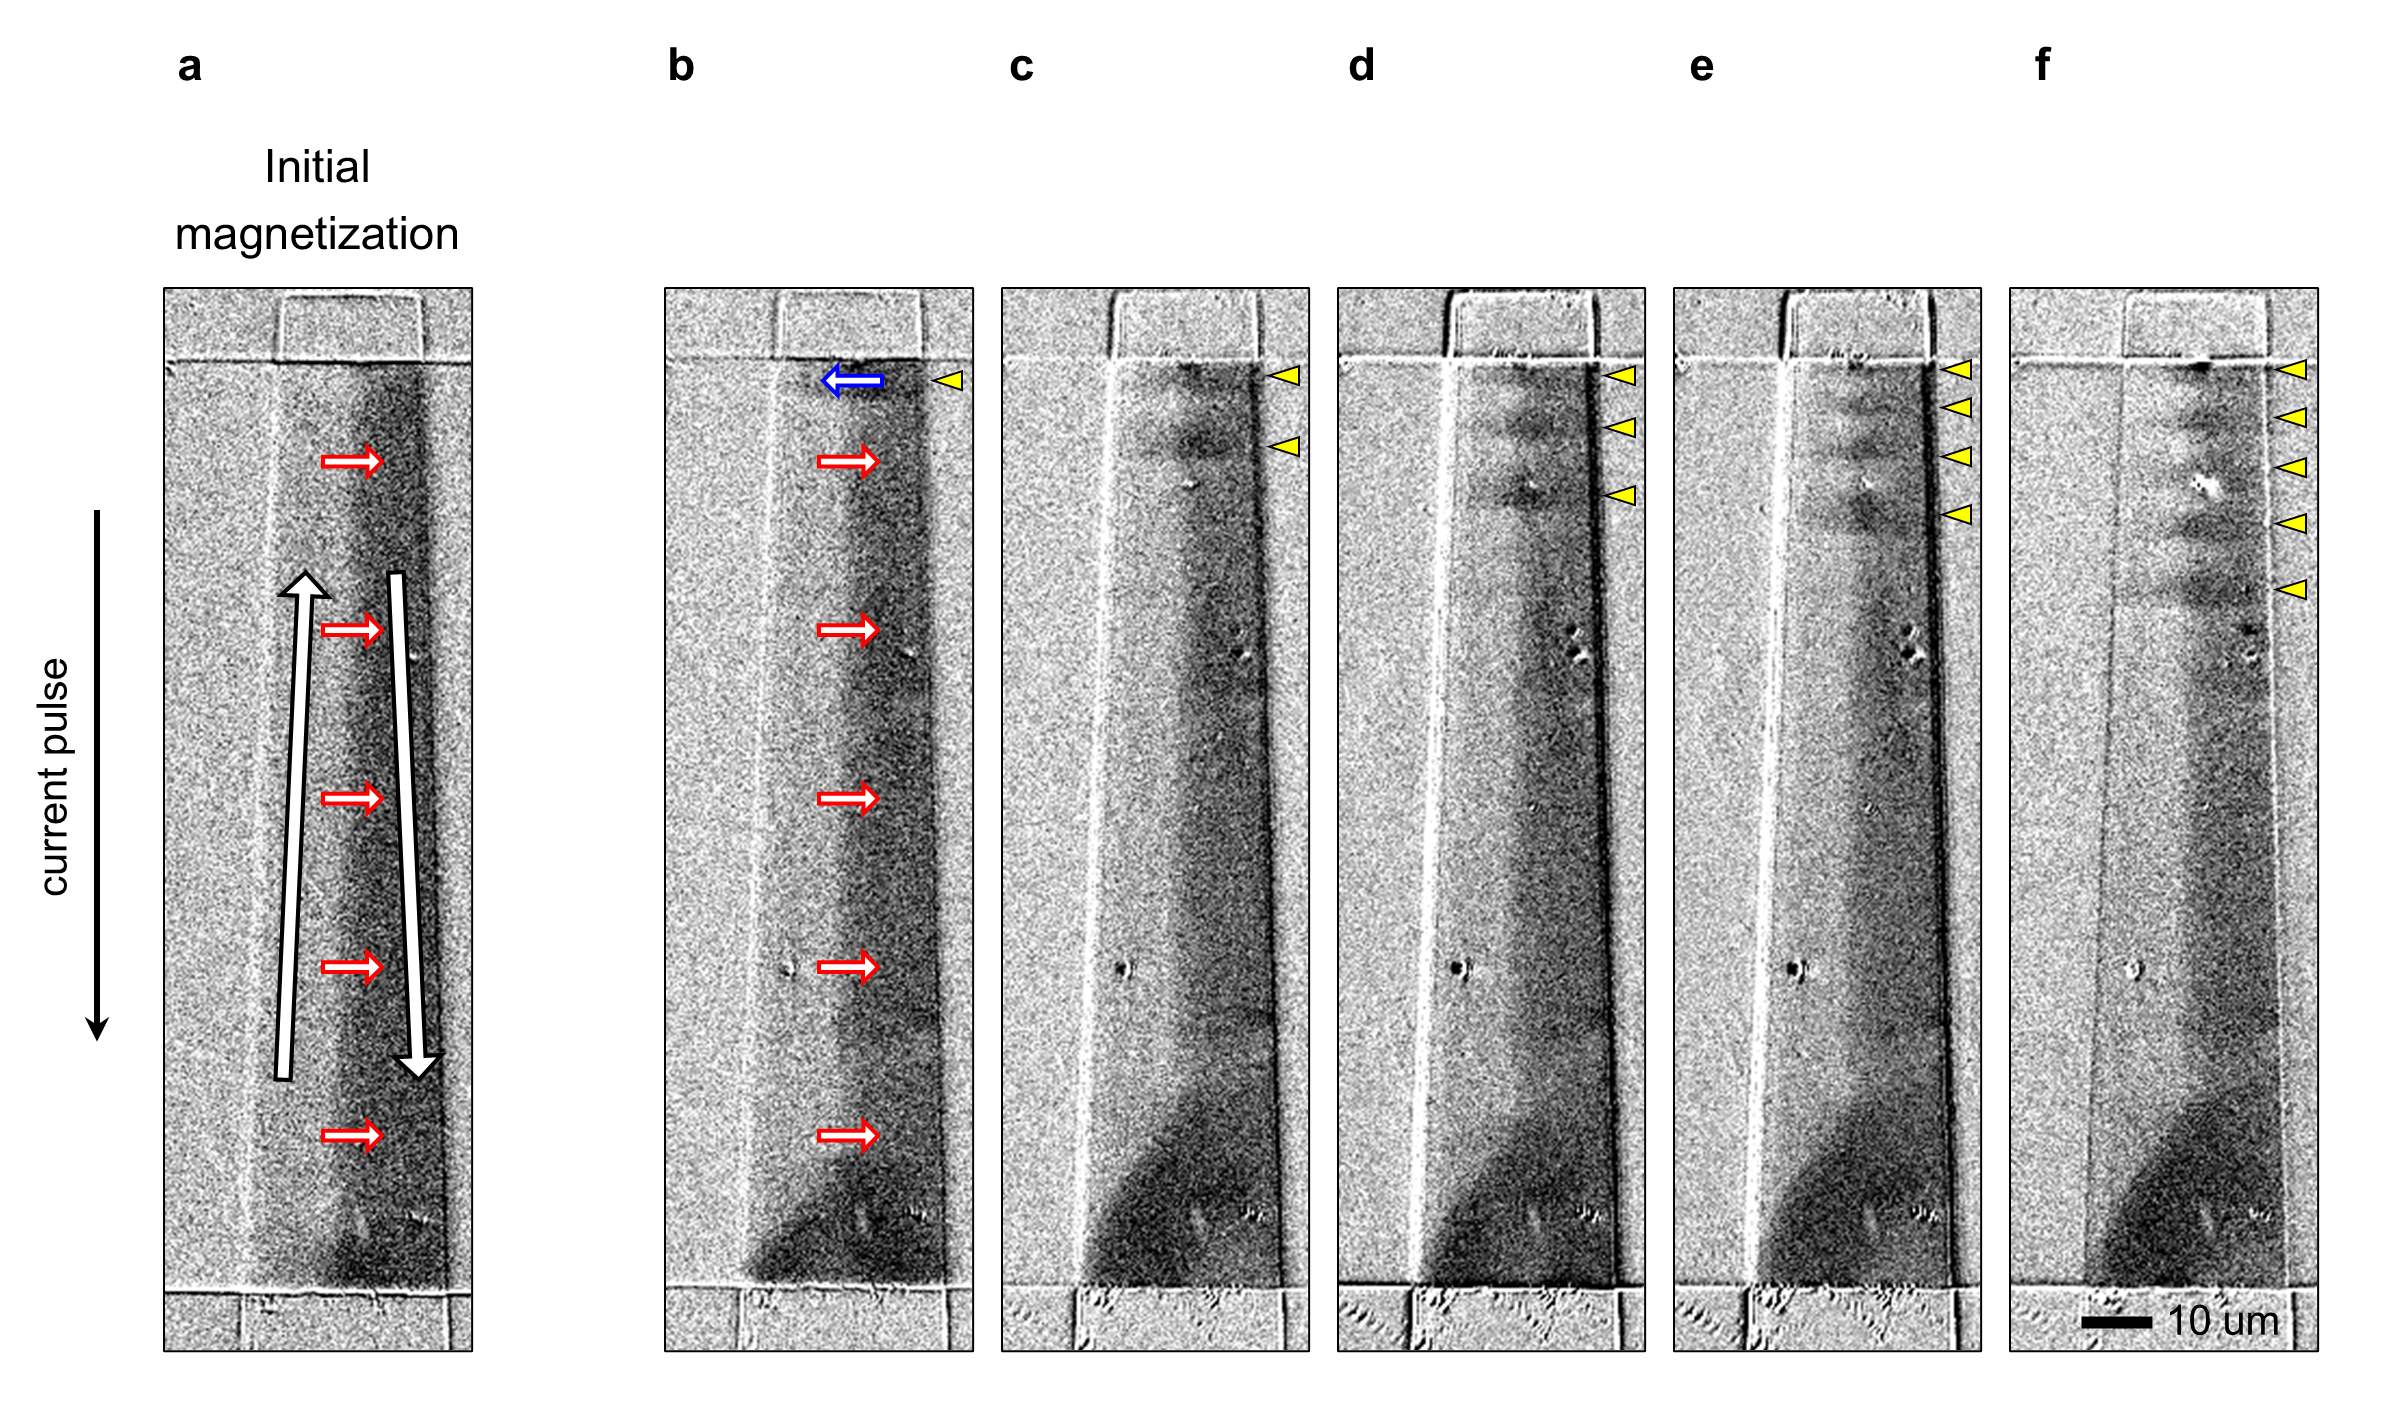 a
b
c
d
e
f
Initial
magnetization
current pulse
10 um